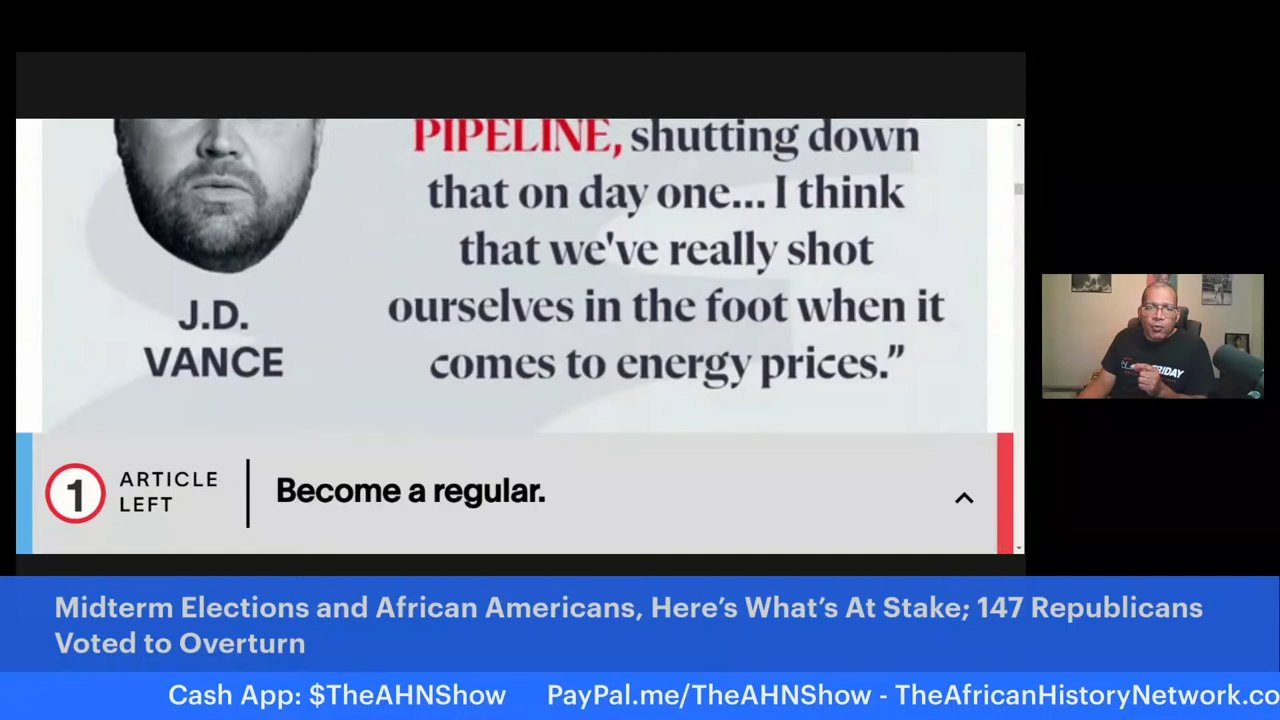 PIPELINE, shutting down
that on day one... I think
that we've really shot
ourselves in the foot when it
comes to energy prices.”
J.D.
VANCE
1
ARTICLE
LEFT
Become a regular.
Midterm Elections and African Americans, Here’s What’s At Stake; 147 Republicans
Voted to Overturn
Cash App: $TheAHNShow PayPal.me/TheAHNShow - TheAfricanHistoryNetwork.co